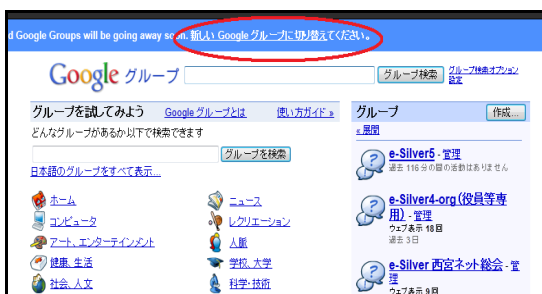 d Google Groups will be going away soon. 新しい Google グループに切り替えてください。
Google グループ
グループ検索
グループ検索オプション
設定
グループを試してみよう Google グループとは 使い方ガイド »
どんなグループがあるか以下で検索できます
グループを検索
日本語のグループをすべて表示...
ホーム
ニュース
コンピュータ
レクリエーション
アート、エンターテインメント
人脈
健康、生活
学校、大学
社会、人文
科学・技術
グループ 作成...
« 展開
e-Silver5 - 管理
過去 116 分の間の活動はありません
e-Silver4-org(役員等専用) - 管理
ウェブ表示 18 回
過去 3 日
e-Silver 西宮ネット総会 - 管理
ウェブ表示 9 回